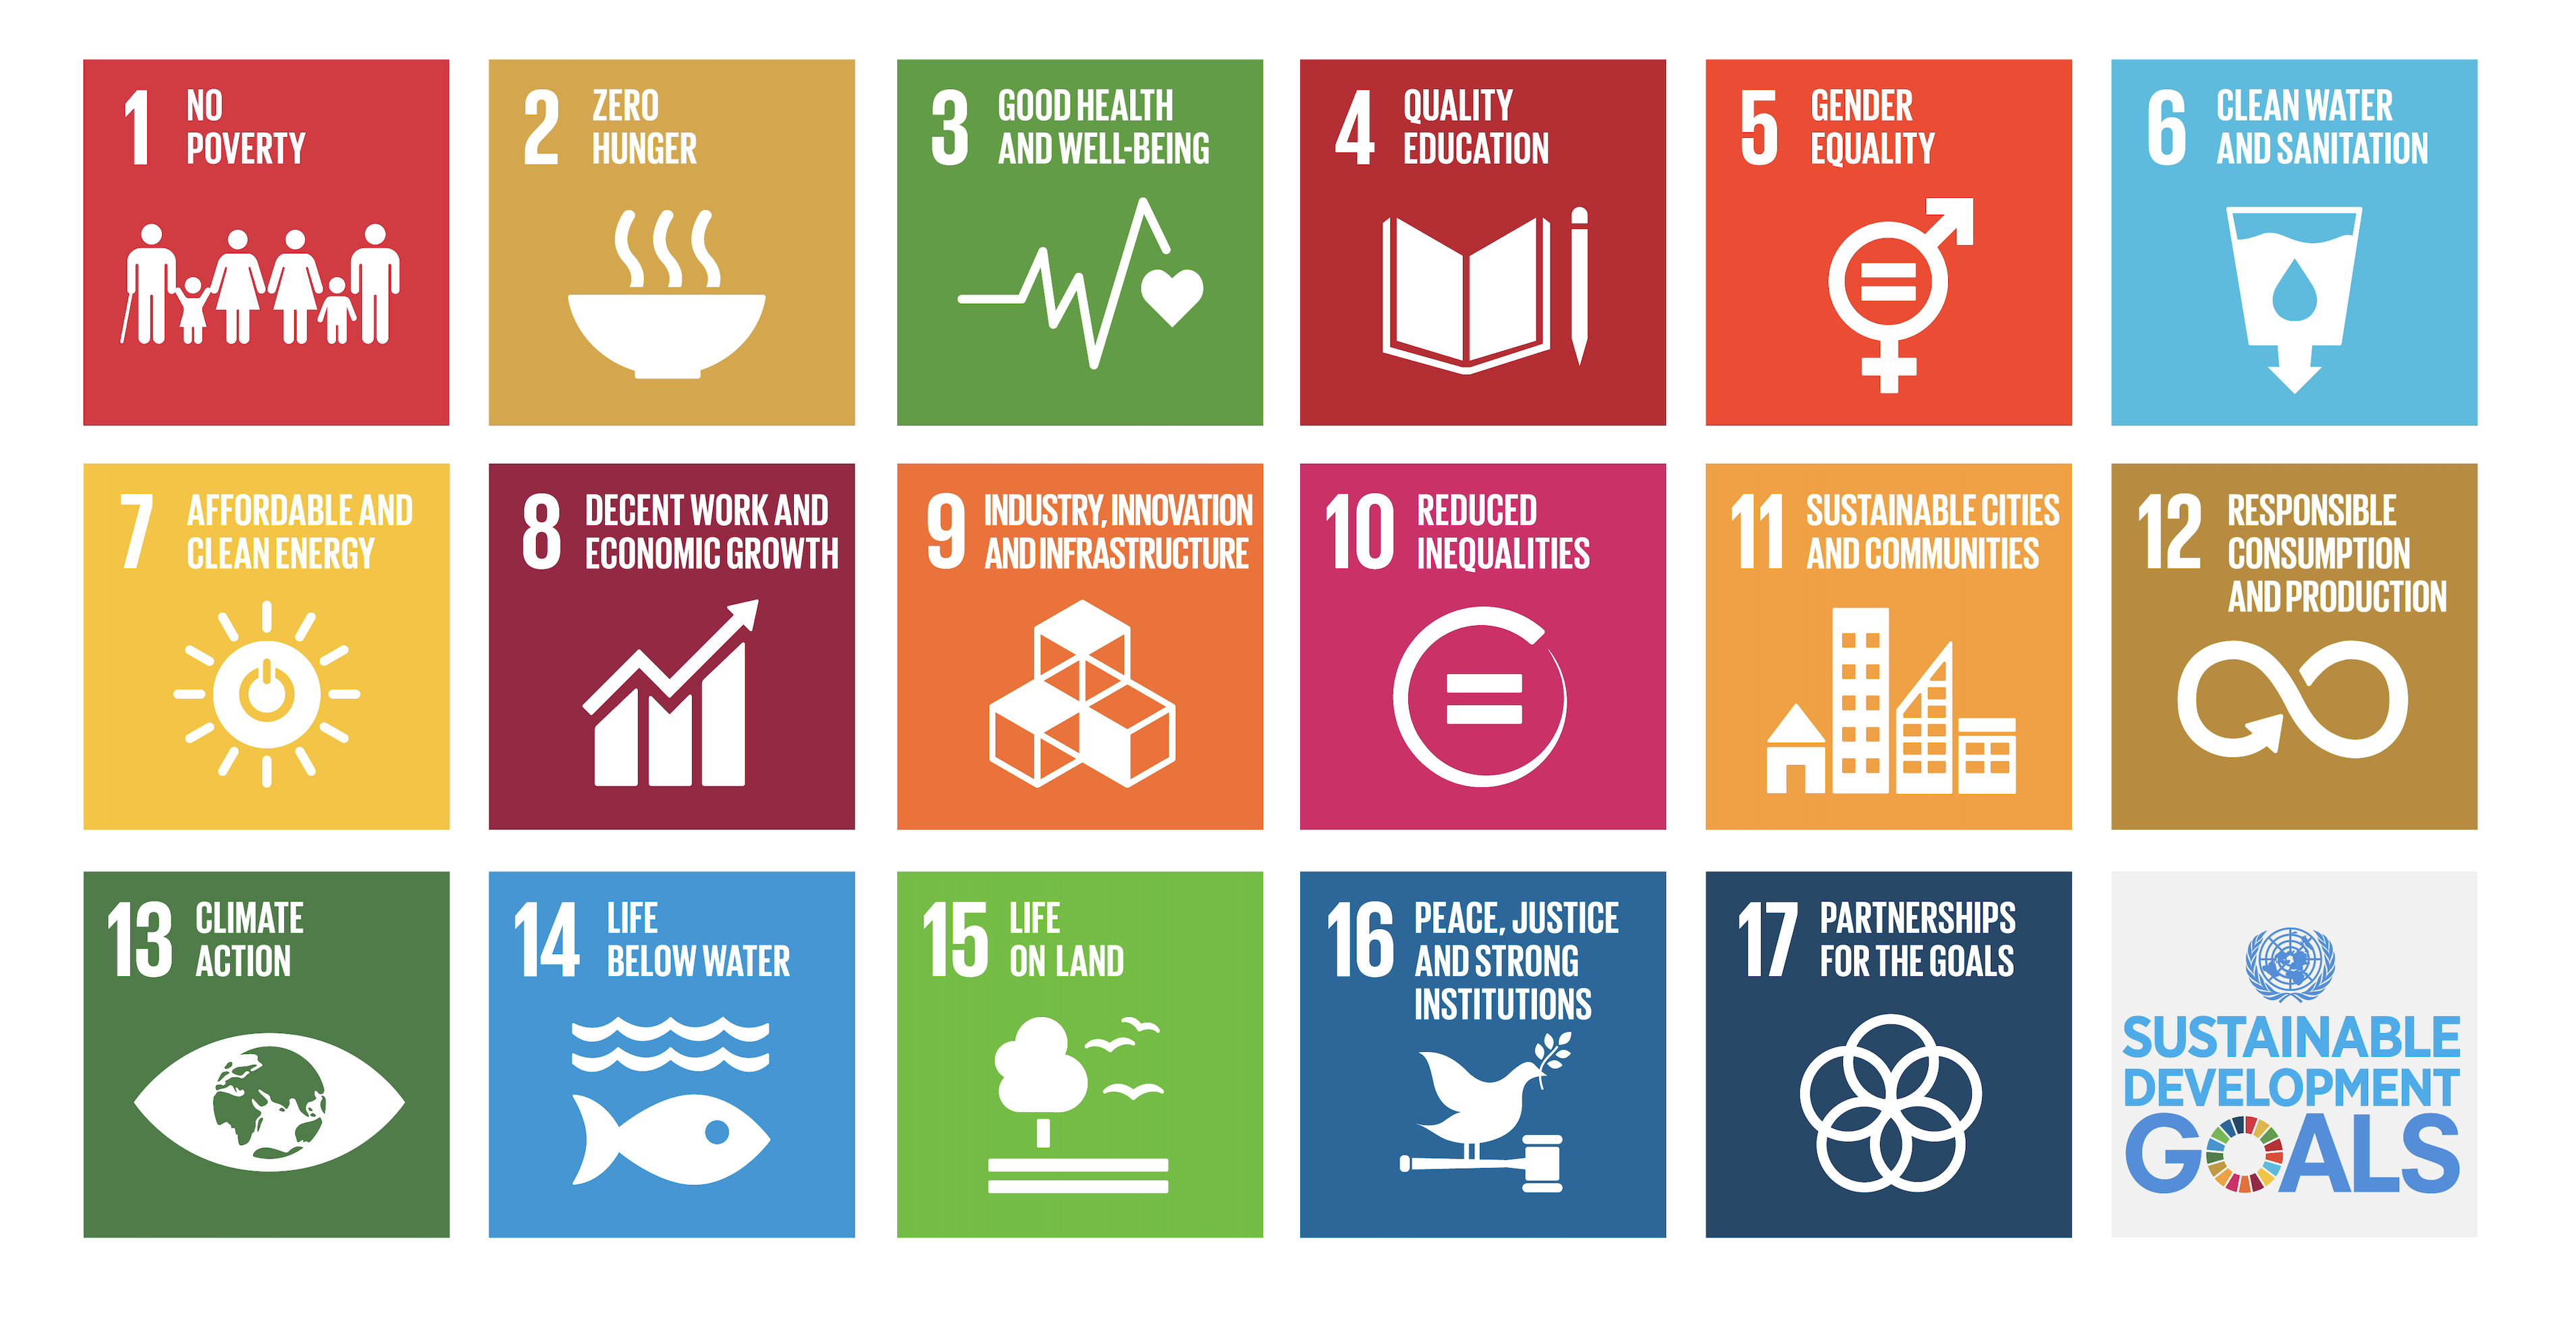 1 NO
POVERTY
2 ZERO
HUNGER
3 GOOD HEALTH
AND WELL-BEING
4 QUALITY
EDUCATION
5 GENDER
EQUALITY
6 CLEAN WATER
AND SANITATION
7 AFFORDABLE AND
CLEAN ENERGY
8 DECENT WORK AND
ECONOMIC GROWTH
9 INDUSTRY, INNOVATION
AND INFRASTRUCTURE
10 REDUCED
INEQUALITIES
11 SUSTAINABLE CITIES
AND COMMUNITIES
12 RESPONSIBLE
CONSUMPTION
AND PRODUCTION
13 CLIMATE
ACTION
14 LIFE
BELOW WATER
15 LIFE
ON LAND
16 PEACE, JUSTICE
AND STRONG
INSTITUTIONS
17 PARTNERSHIPS
FOR THE GOALS
SUSTAINABLE
DEVELOPMENT
GOALS